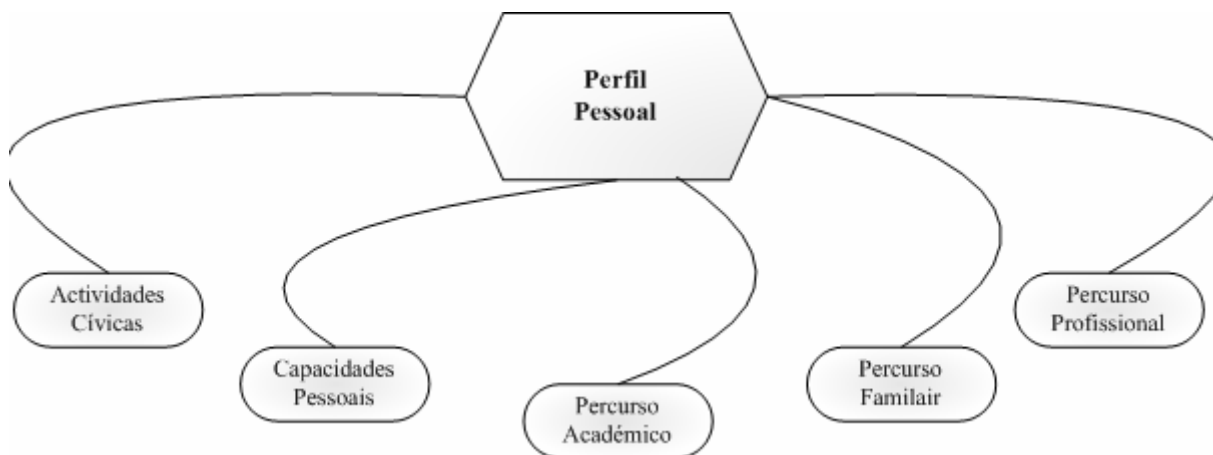 Perfil
Pessoal
Actividades
Cívicas
Capacidades
Pessoais
Percurso
Académico
Percurso
Familair
Percurso
Profissional